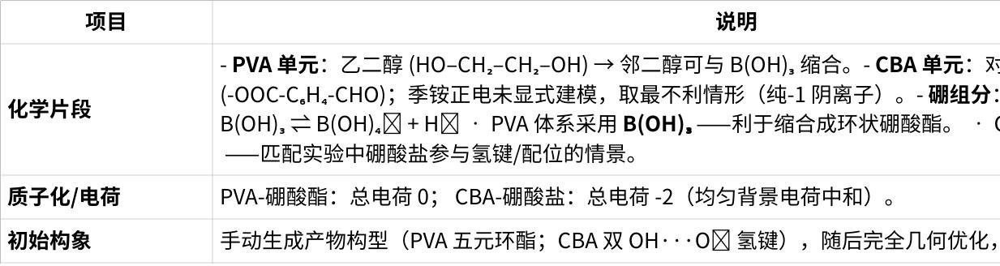 项目 说明
- PVA 单元：乙二醇 (HO–CH₂–CH₂–OH) → 邻二醇可与 B(OH)₃ 缩合。- CBA 单元：对
化学片段
(-OOC-C₆H₄-CHO)；季铵正电未显式建模，取最不利情形（纯-1 阴离子）。- 硼组分：
B(OH)₃ ⇌ B(OH)₄ + H · PVA 体系采用 B(OH)₃ ——利于缩合成环状硼酸酯。 ·
——匹配实验中硼酸盐参与氢键/配位的情景。
质子化/电荷 PVA-硼酸酯：总电荷 0； CBA-硼酸盐：总电荷 -2（均匀背景电荷中和）。
初始构象 手动生成产物构型（PVA 五元环酯；CBA 双 OH···O 氢键），随后完全几何优化，